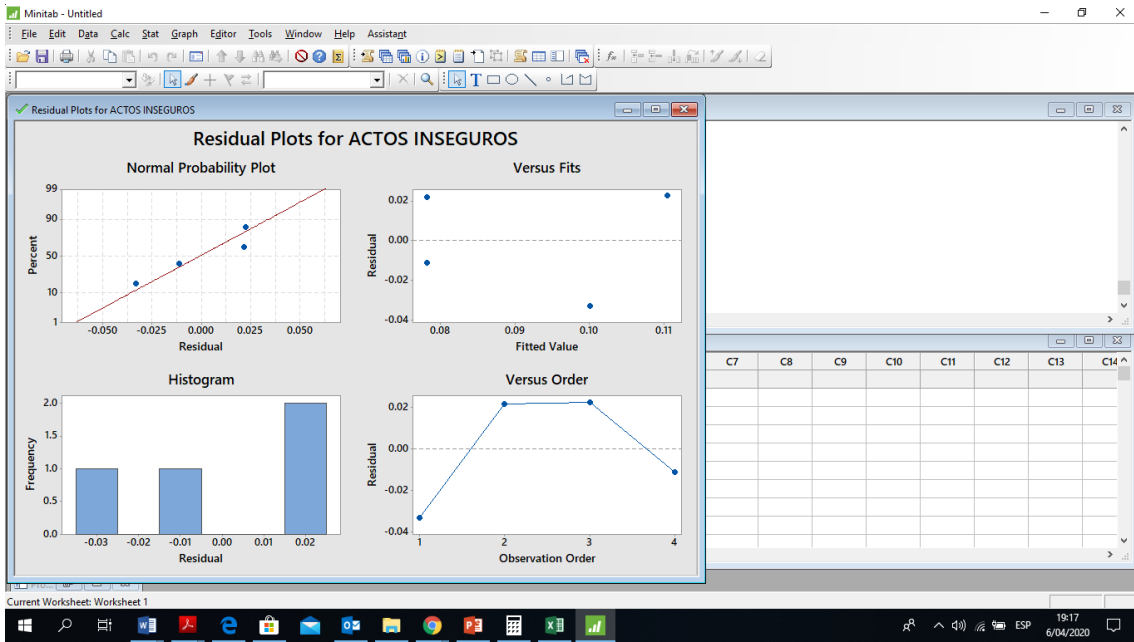 Minitab - Untitled
File Edit Data Calc Stat Graph Editor Tools Window Help Assistant
Residual Plots for ACTOS INSEGUROS
Residual Plots for ACTOS INSEGUROS
Normal Probability Plot
99
90
50
10
1
Percent
-0.050 -0.025 0.000 0.025 0.050
Residual
Versus Fits
0.02
0.00
-0.02
-0.04
Residual
0.08 0.09 0.10 0.11
Fitted Value
Histogram
2.0
1.5
1.0
0.5
0.0
Frequency
-0.03 -0.02 -0.01 0.00 0.01 0.02
Residual
Versus Order
0.02
0.00
-0.02
-0.04
Residual
1 2 3 4
Observation Order
C7 C8 C9 C10 C11 C12 C13 C14
Current Worksheet: Worksheet 1
ESP
19:17
6/04/2020